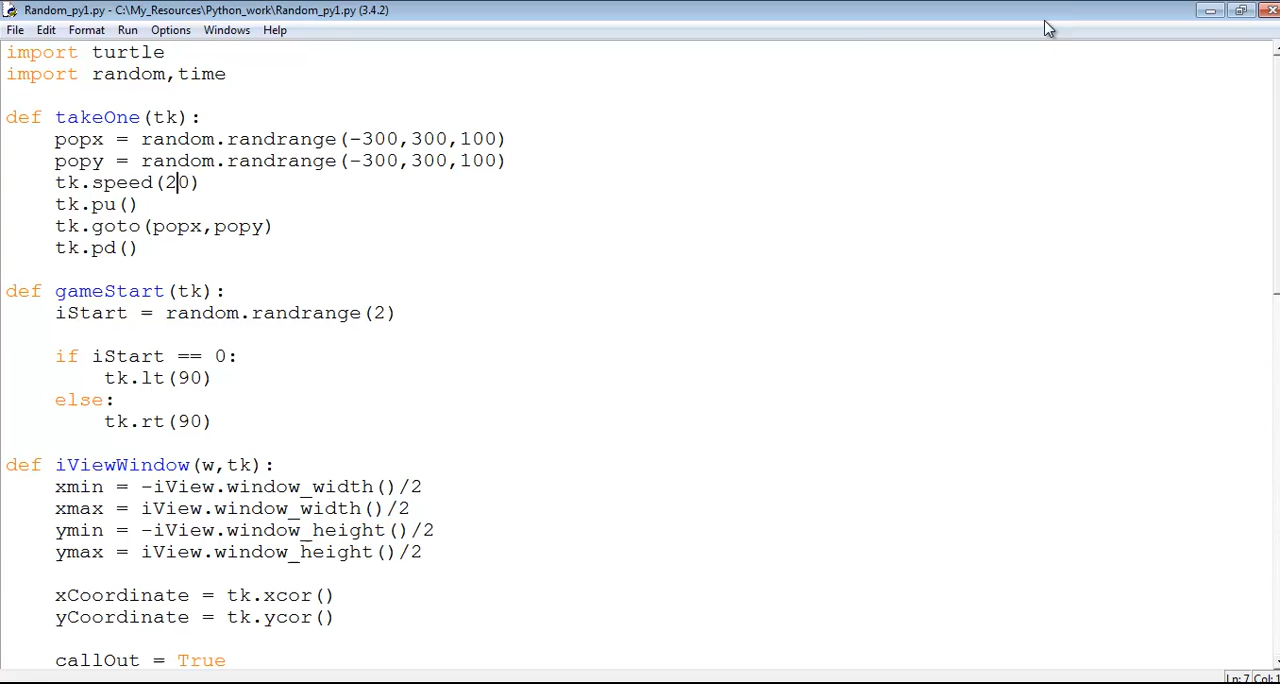 Random_py1.py - C:\My_Resources\Python_work\Random_py1.py (3.4.2)
File Edit Format Run Options Windows Help
import turtle
import random,time
def takeOne(tk):
    popx = random.randrange(-300,300,100)
    popy = random.randrange(-300,300,100)
    tk.speed(20)
    tk.pu()
    tk.goto(popx,popy)
    tk.pd()
def gameStart(tk):
    iStart = random.randrange(2)
    if iStart == 0:
        tk.lt(90)
    else:
        tk.rt(90)
def iViewWindow(w,tk):
    xmin = -iView.window_width()/2
    xmax = iView.window_width()/2
    ymin = -iView.window_height()/2
    ymax = iView.window_height()/2
    xCoordinate = tk.xcor()
    yCoordinate = tk.ycor()
    callOut = True
Ln: 7 Col: 1